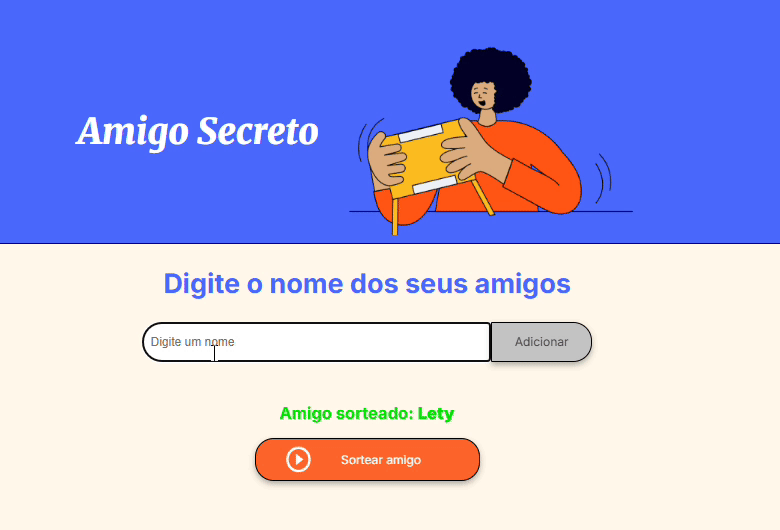 Amigo Secreto
Digite o nome dos seus amigos
Digite um nome
Adicionar
Amigo sorteado: Lety
Sortear amigo